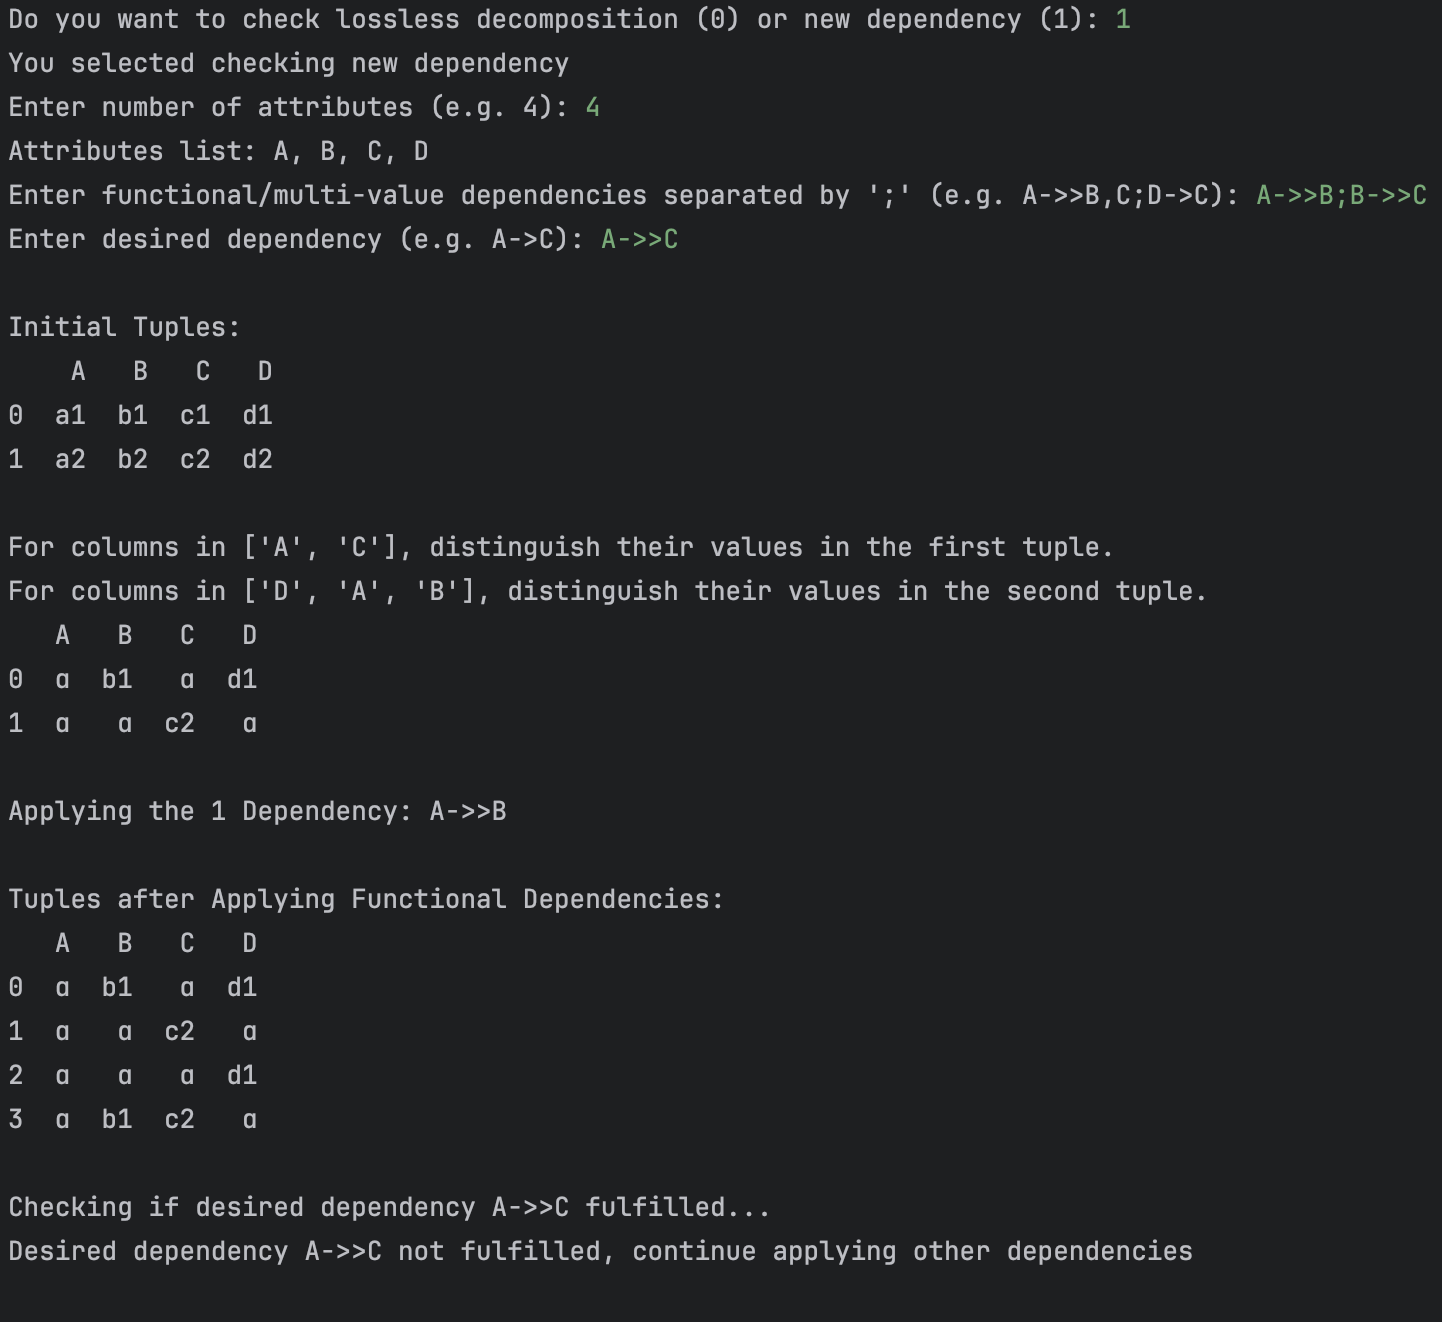 Do you want to check lossless decomposition (0) or new dependency (1): 1
You selected checking new dependency
Enter number of attributes (e.g. 4): 4
Attributes list: A, B, C, D
Enter functional/multi-value dependencies separated by ';' (e.g. A->>B,C;D->C): A->>B;B->>C
Enter desired dependency (e.g. A->C): A->>C
Initial Tuples:
    A   B   C   D
0  a1  b1  c1  d1
1  a2  b2  c2  d2
For columns in ['A', 'C'], distinguish their values in the first tuple.
For columns in ['D', 'A', 'B'], distinguish their values in the second tuple.
   A   B   C   D
0  a  b1   a  d1
1  a   a  c2   a
Applying the 1 Dependency: A->>B
Tuples after Applying Functional Dependencies:
   A   B   C   D
0  a  b1   a  d1
1  a   a  c2   a
2  a   a   a  d1
3  a  b1  c2   a
Checking if desired dependency A->>C fulfilled...
Desired dependency A->>C not fulfilled, continue applying other dependencies